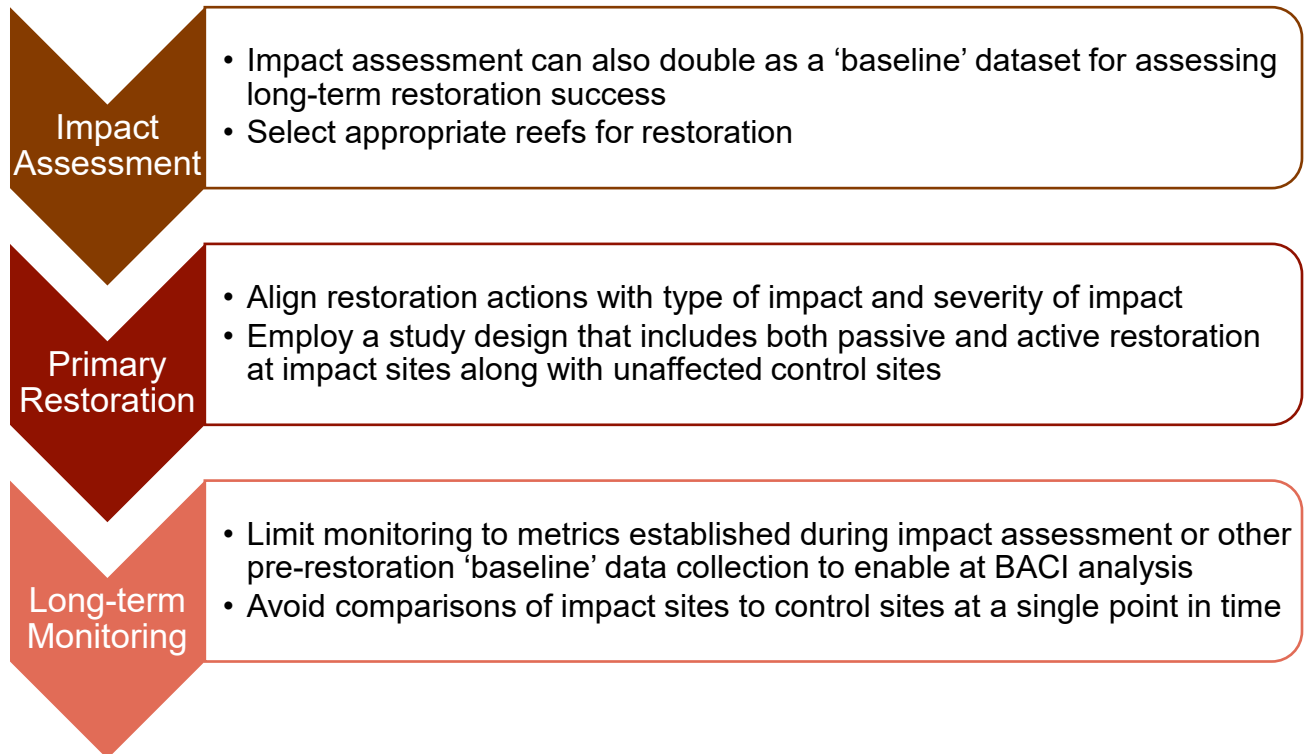 Impact
Assessment
• Impact assessment can also double as a ‘baseline’ dataset for assessing
long-term restoration success
• Select appropriate reefs for restoration
Primary
Restoration
• Align restoration actions with type of impact and severity of impact
• Employ a study design that includes both passive and active restoration
at impact sites along with unaffected control sites
Long-term
Monitoring
• Limit monitoring to metrics established during impact assessment or other
pre-restoration ‘baseline’ data collection to enable at BACI analysis
• Avoid comparisons of impact sites to control sites at a single point in time